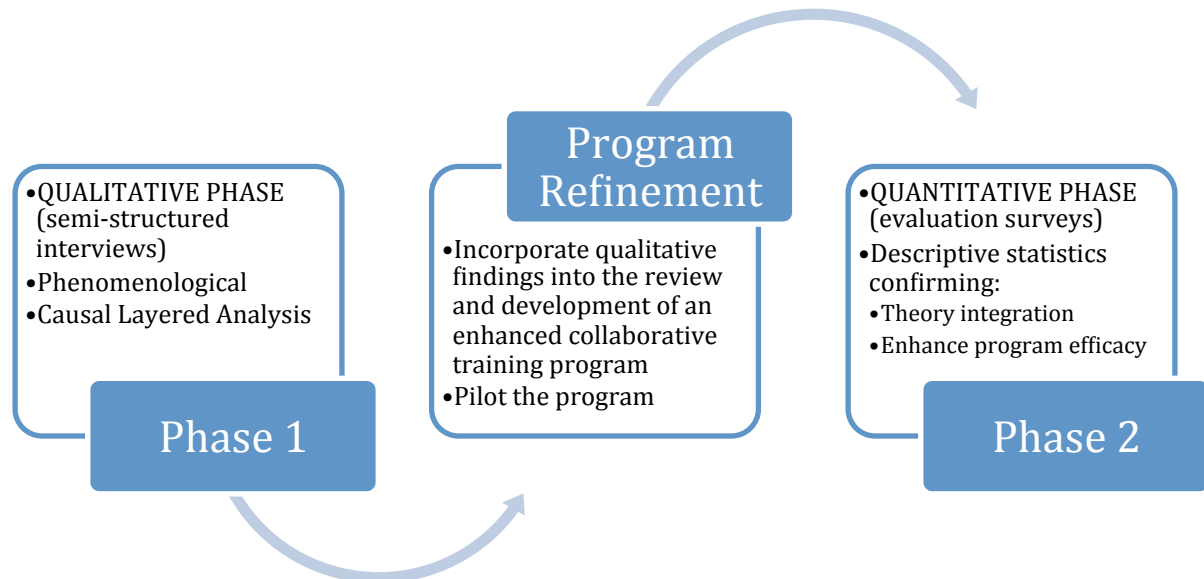 •QUALITATIVE PHASE
(semi-structured
interviews)
•Phenomenological
•Causal Layered Analysis
Phase 1
Program
Refinement
•Incorporate qualitative
findings into the review
and development of an
enhanced collaborative
training program
•Pilot the program
•QUANTITATIVE PHASE
(evaluation surveys)
•Descriptive statistics
confirming:
•Theory integration
•Enhance program efficacy
Phase 2